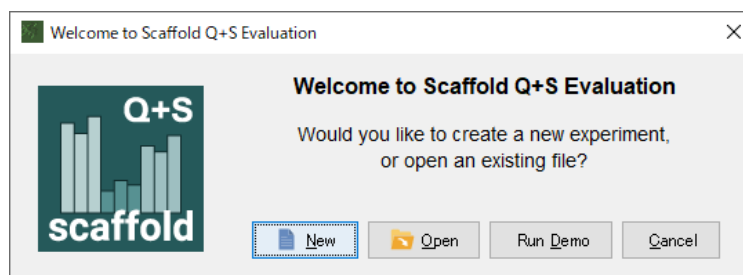 Welcome to Scaffold Q+S Evaluation
Q+S
scaffold
Welcome to Scaffold Q+S Evaluation
Would you like to create a new experiment,
or open an existing file?
New Open Run Demo Cancel